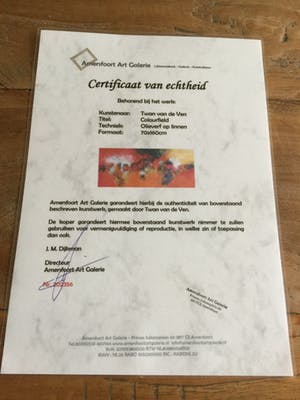 Amersfoort Art Galerie
Certificaat van echtheid
Behorend bij het werk:
Kunstenaar: Twan van de Ven
Titel: Colourfield
Techniek: Olieverf op linnen
Formaat: 70x160cm
Amersfoort Art Galerie garandeert hierbij de authenticiteit van bovenstaand
beschreven kunstwerk, gemaakt door Twan van de Ven.
De koper garandeert hiermee bovenstaand kunstwerk nimmer te zullen
gebruiken voor vermenigvuldiging of reproductie, in welke zin of toepassing
dan ook.
J. M. Dijkman
Directeur
Amersfoort Art Galerie
Amersfoort Art Galerie
Amersfoort Art Galerie